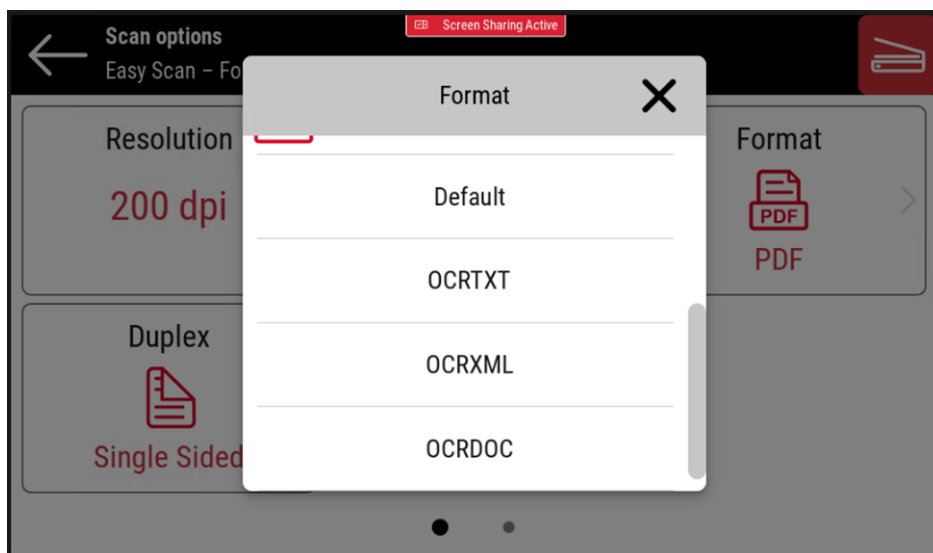 Screen Sharing Active
Scan options
Easy Scan – Fo
Format
Resolution
200 dpi
Default
OCRTXT
OCRXML
OCRDOC
Format
PDF
PDF
Duplex
Single Sided